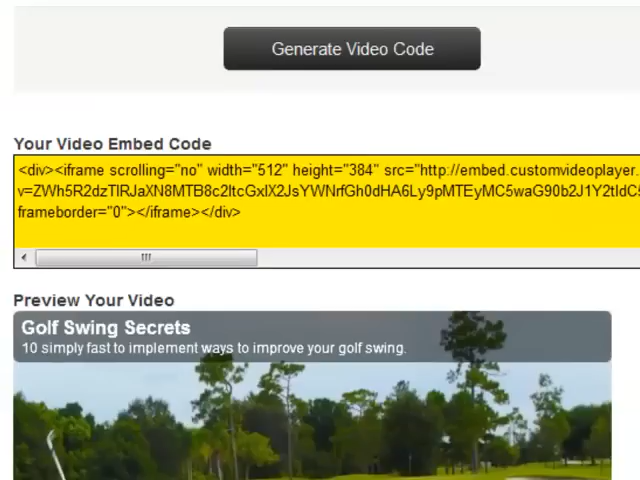 Generate Video Code
Your Video Embed Code
<div><iframe scrolling="no" width="512" height="384" src="http://embed.customvideoplayer.
frameborder="0"></iframe></div>
Preview Your Video
Golf Swing Secrets
10 simply fast to implement ways to improve your golf swing.